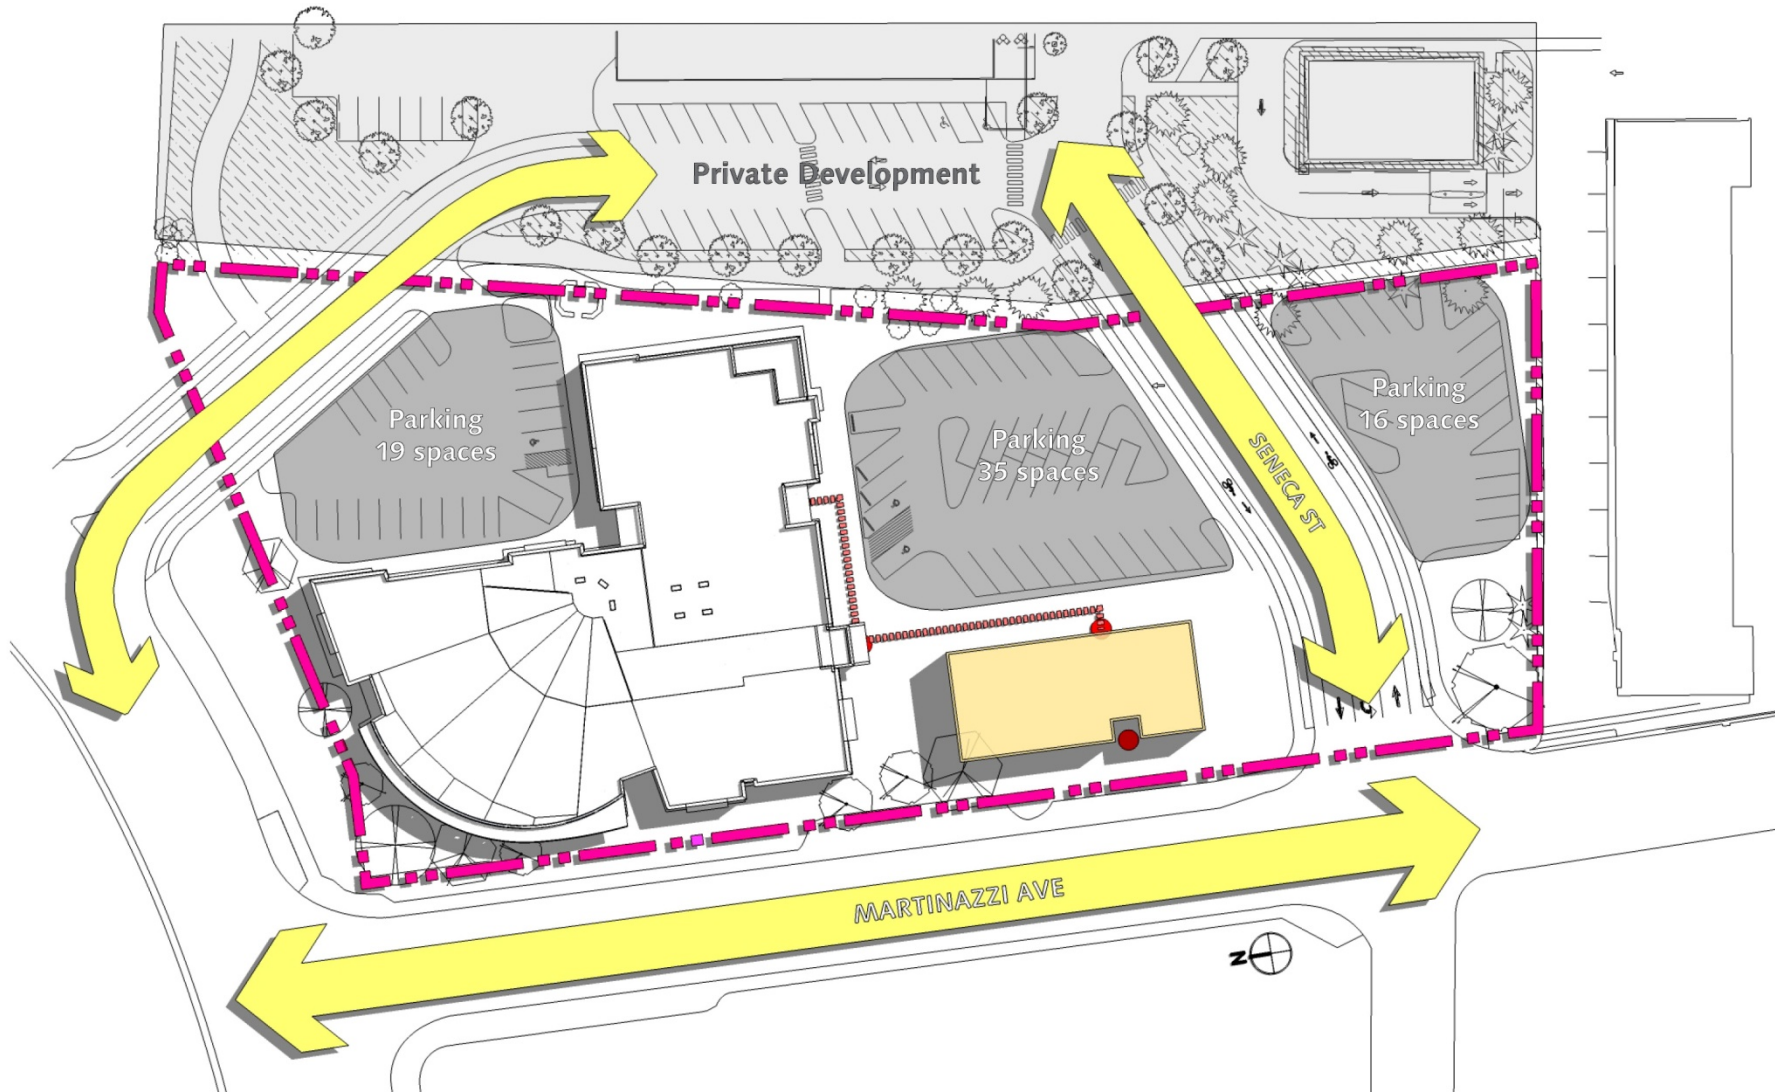 Private Development
Parking
19 spaces
Parking
35 spaces
Parking
16 spaces
SENECA ST
MARTINAZZI AVE
N